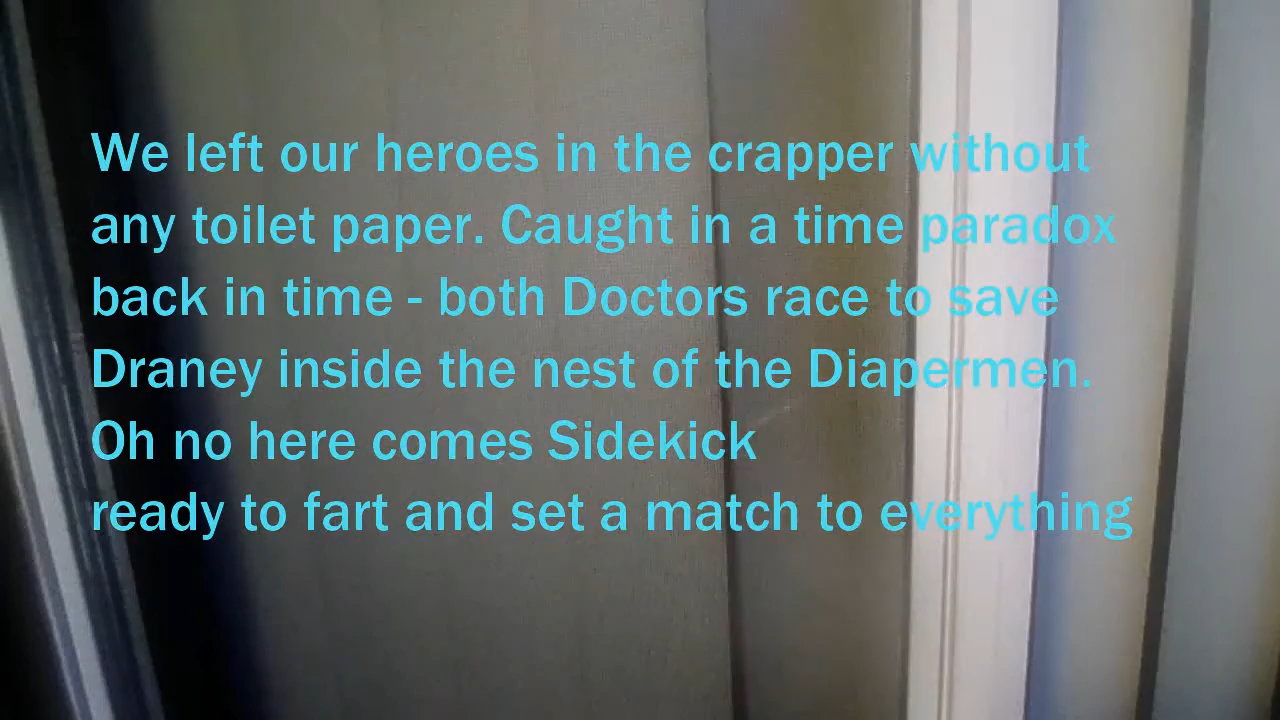 We left our heroes in the crapper without
any toilet paper. Caught in a time paradox
back in time - both Doctors race to save
Draney inside the nest of the Diapermen.
Oh no here comes Sidekick
ready to fart and set a match to everything